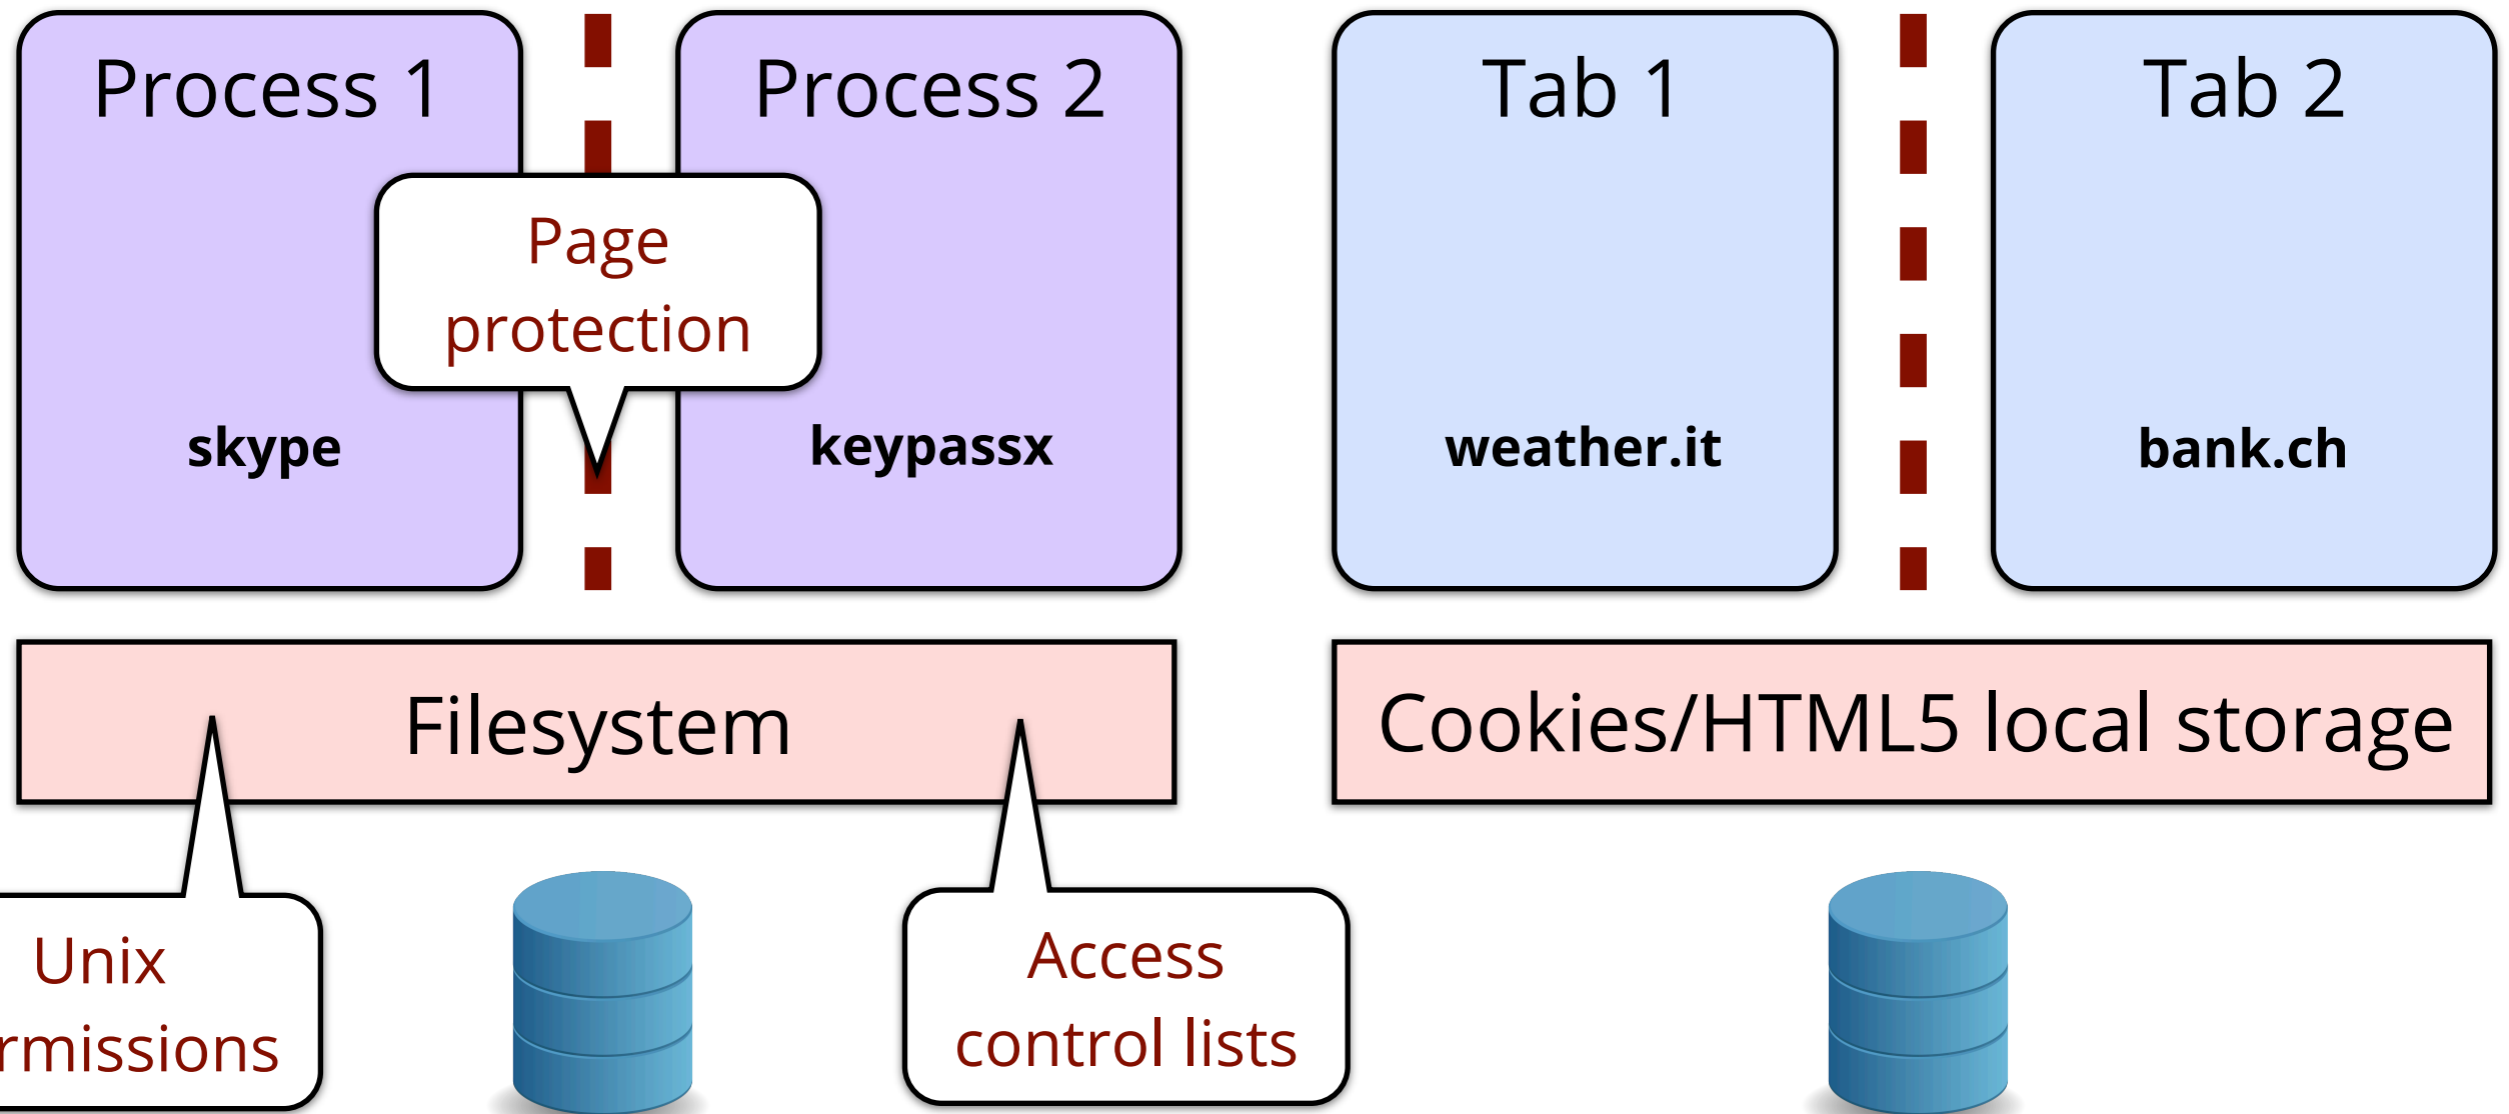 Process 1
Process 2
Tab 1
Tab 2
Page
protection
skype
keypassx
weather.it
bank.ch
Filesystem
Cookies/HTML5 local storage
Unix
rmissions
Access
control lists